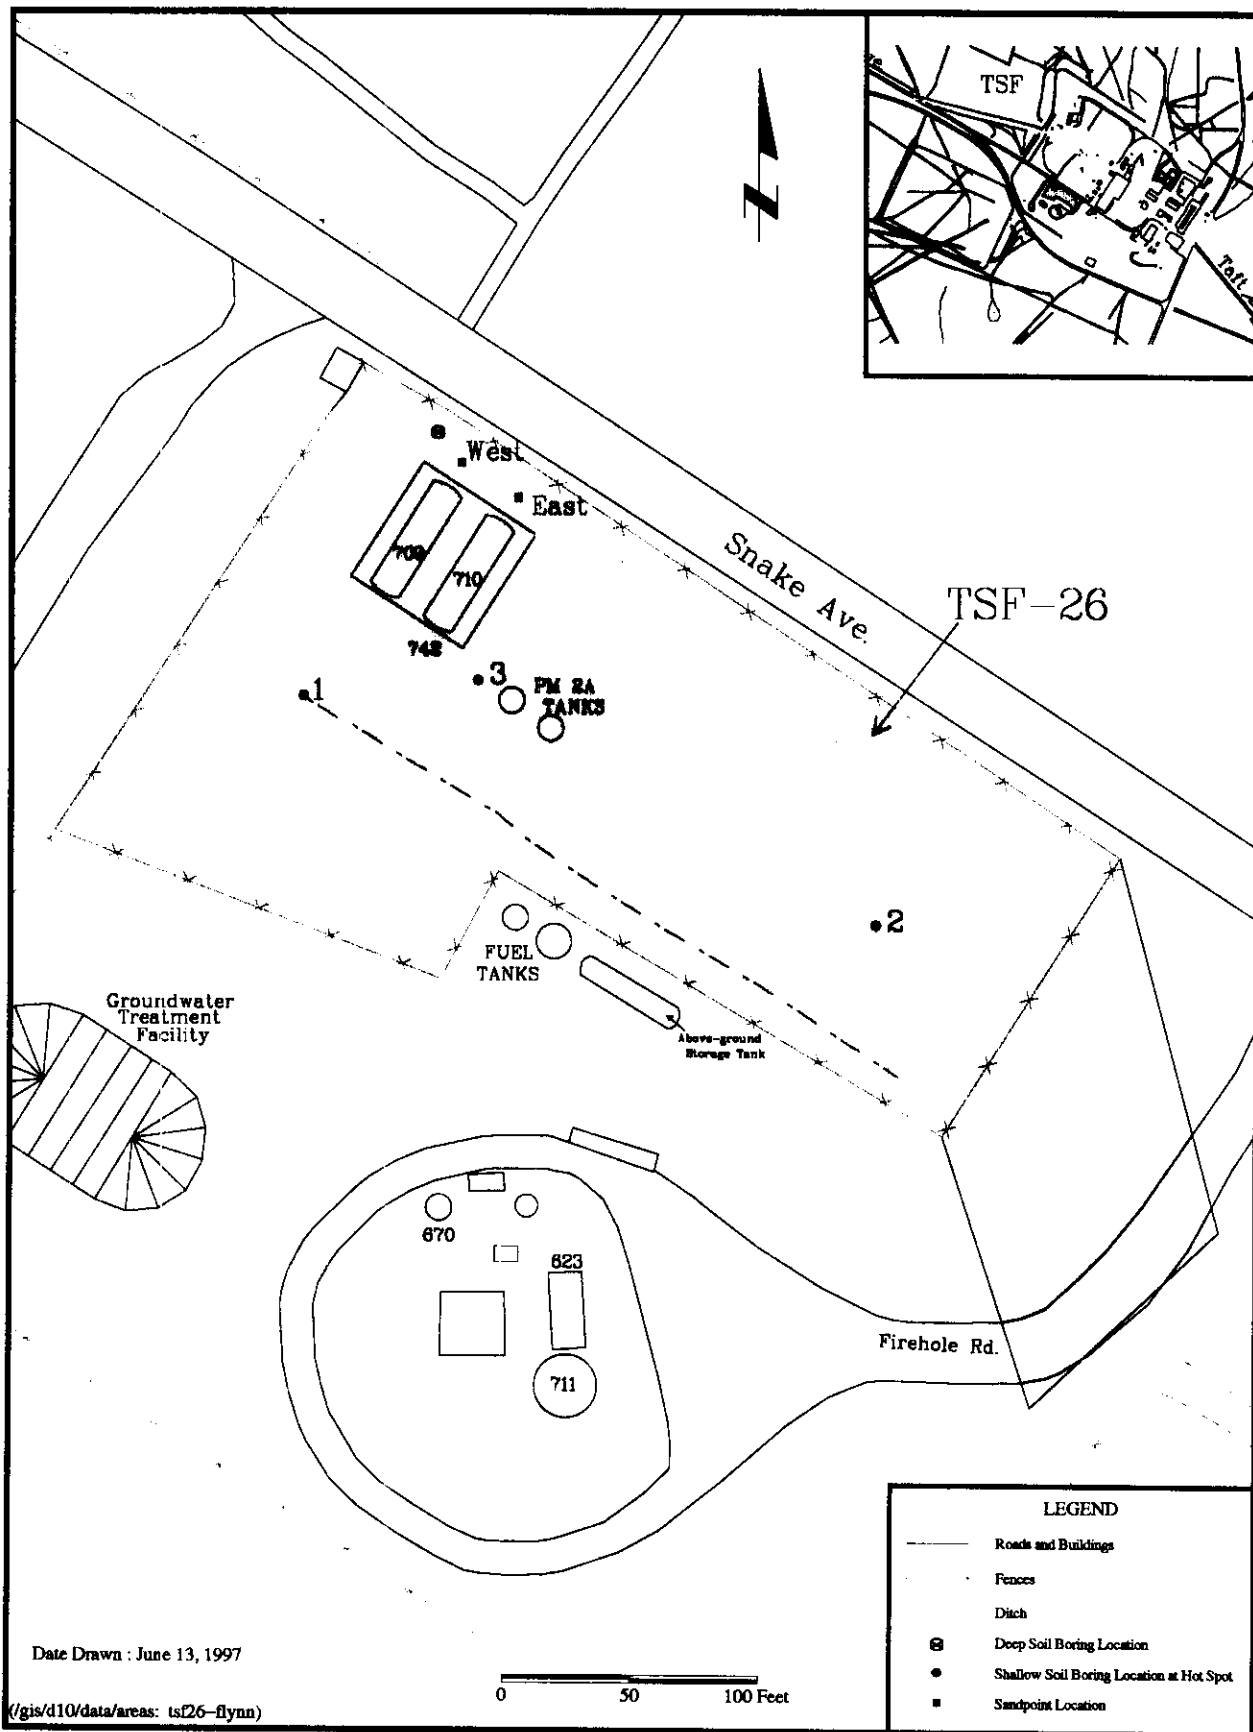 TSF
Taft
West
East
709
710
742
Snake Ave.
TSF-26
1
3
PM 2A
TANKS
2
FUEL
TANKS
Above-ground
Storage Tank
Groundwater
Treatment
Facility
670
623
711
Firehole Rd.
LEGEND
Roads and Buildings
Fences
Ditch
Deep Soil Boring Location
Shallow Soil Boring Location at Hot Spot
Sandpoint Location
Date Drawn : June 13, 1997
0 50 100 Feet
(/gis/d10/data/areas: tsf26-flynn)